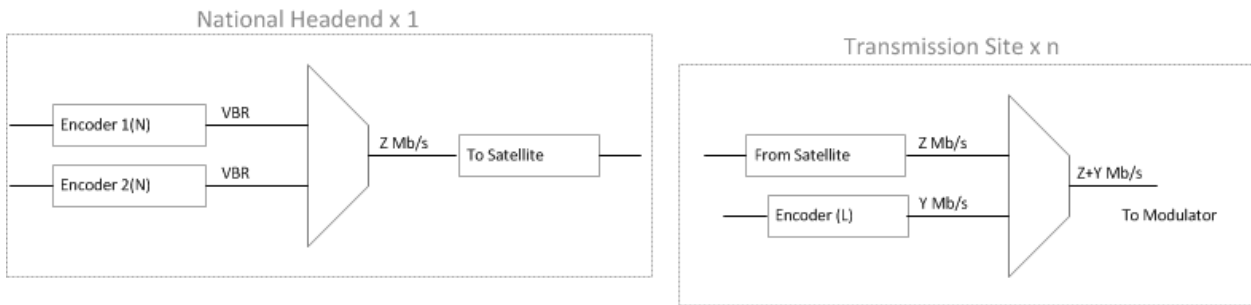 National Headend x 1
Encoder 1(N)
VBR
Encoder 2(N)
VBR
Z Mb/s
To Satellite
Transmission Site x n
From Satellite
Z Mb/s
Encoder (L)
Y Mb/s
Z+Y Mb/s
To Modulator